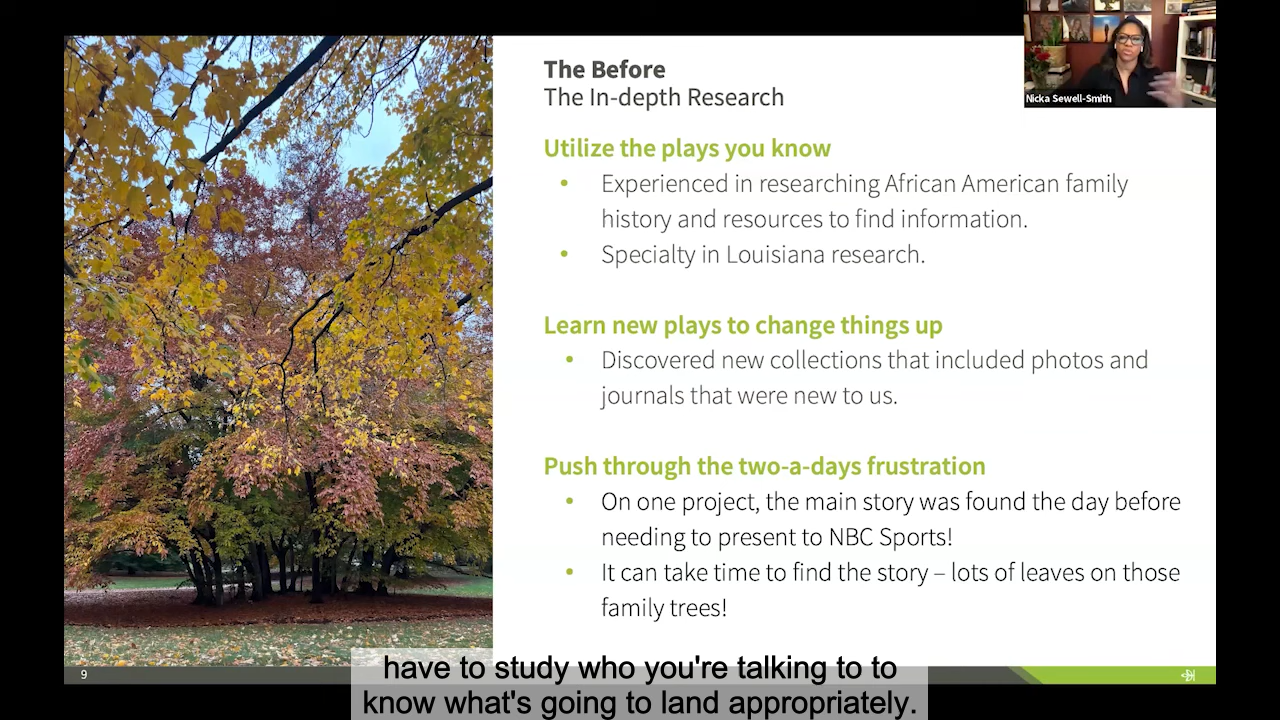 The Before
The In-depth Research
Nicka Sewell-Smith
Utilize the plays you know
• Experienced in researching African American family
history and resources to find information.
• Specialty in Louisiana research.
Learn new plays to change things up
• Discovered new collections that included photos and
journals that were new to us.
Push through the two-a-days frustration
• On one project, the main story was found the day before
needing to present to NBC Sports!
• It can take time to find the story – lots of leaves on those
family trees!
9
have to study who you're talking to to
know what's going to land appropriately.